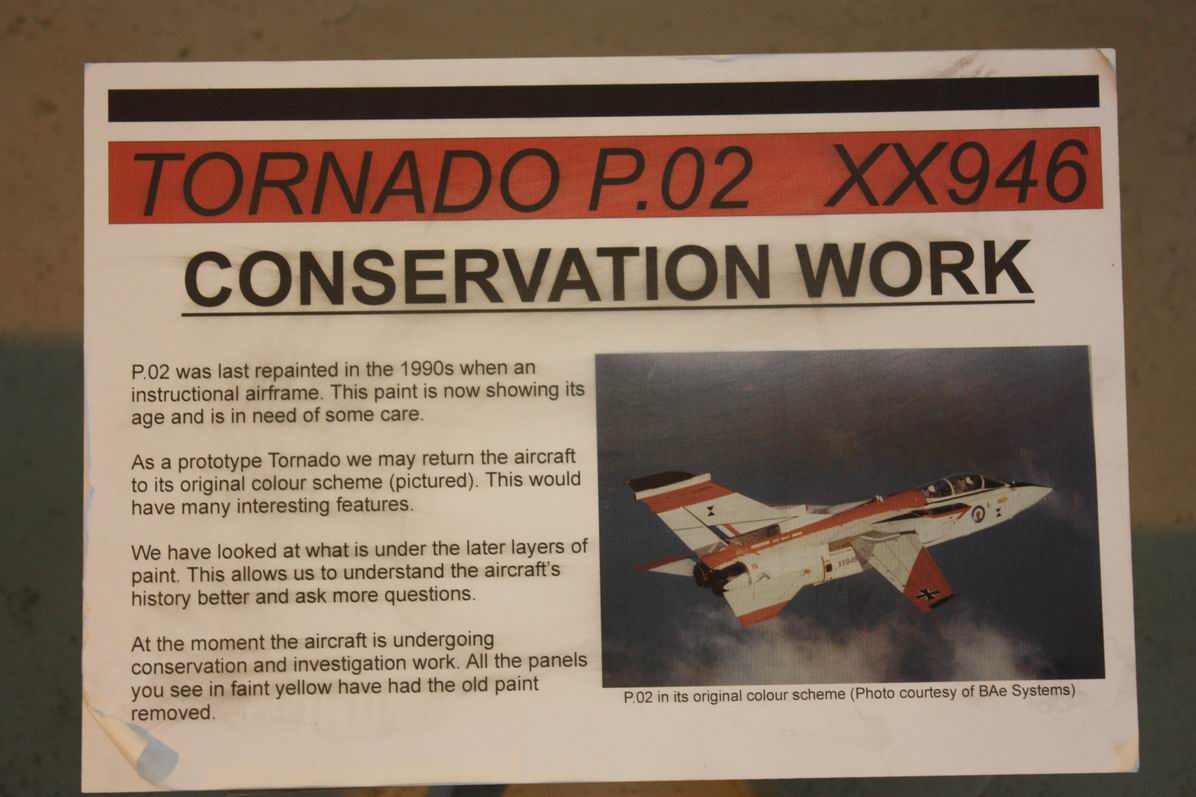 TORNADO P.02 XX946
CONSERVATION WORK
P.02 was last repainted in the 1990s when an
instructional airframe. This paint is now showing its
age and is in need of some care.
As a prototype Tornado we may return the aircraft
to its original colour scheme (pictured). This would
have many interesting features.
We have looked at what is under the later layers of
paint. This allows us to understand the aircraft's
history better and ask more questions.
At the moment the aircraft is undergoing
conservation and investigation work. All the panels
you see in faint yellow have had the old paint
removed.
P.02 in its original colour scheme (Photo courtesy of BAe Systems)